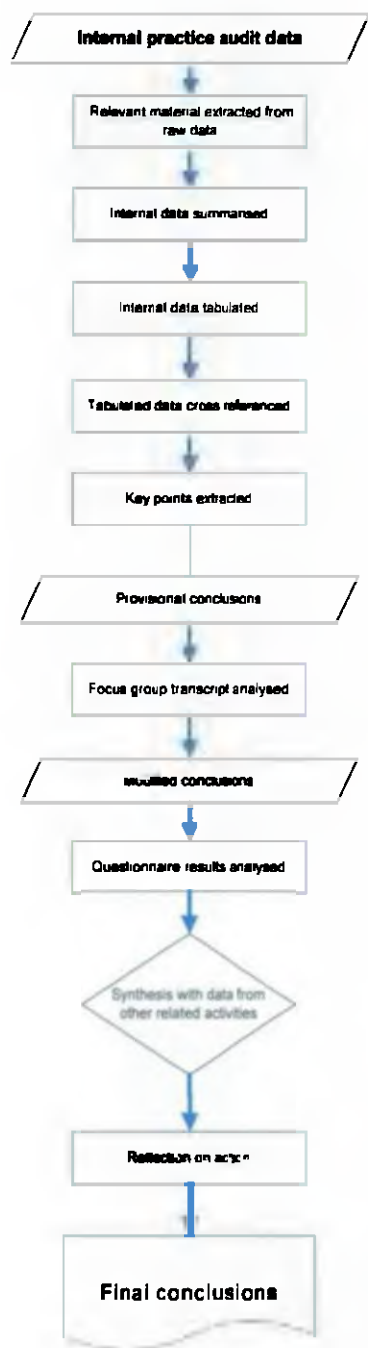 Internal practice audit data
Relevant material extracted from
raw data
Internal data summarised
Internal data tabulated
Tabulated data cross referenced
Key points extracted
Provisional conclusions
Focus group transcript analysed
Modified conclusions
Questionnaire results analysed
Synthesis with data from
other related activities
Reflection on action
Final conclusions